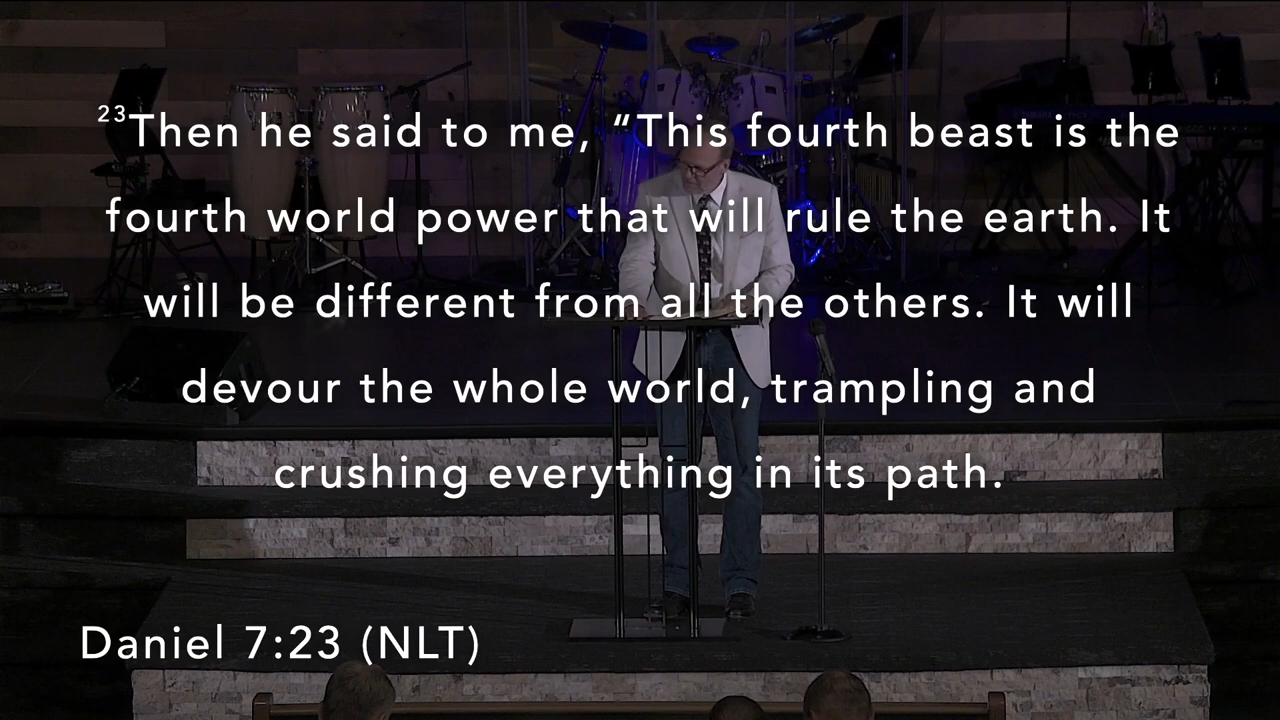 ²³Then he said to me, “This fourth beast is the
fourth world power that will rule the earth. It
will be different from all the others. It will
devour the whole world, trampling and
crushing everything in its path.
Daniel 7:23 (NLT)